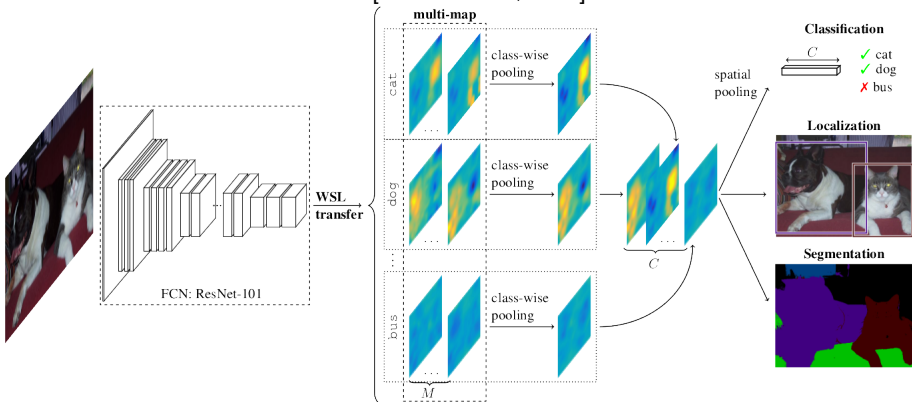 multi-map
cat
class-wise
pooling
. . .
dog
class-wise
pooling
. . .
bus
class-wise
pooling
. . .
M
FCN: ResNet-101
...
WSL
transfer
. . .
. . .
C
spatial
pooling
Classification
C
✓ cat
✓ dog
✗ bus
Localization
Segmentation